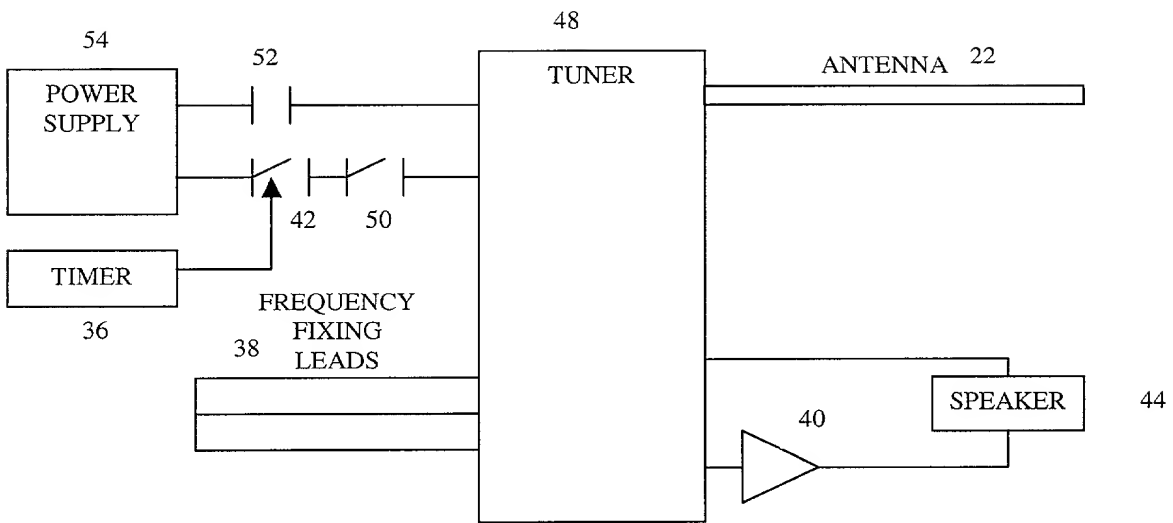 48
54
52
TUNER
ANTENNA 22
POWER
SUPPLY
42
50
TIMER
36
FREQUENCY
FIXING
LEADS
38
SPEAKER
44
40